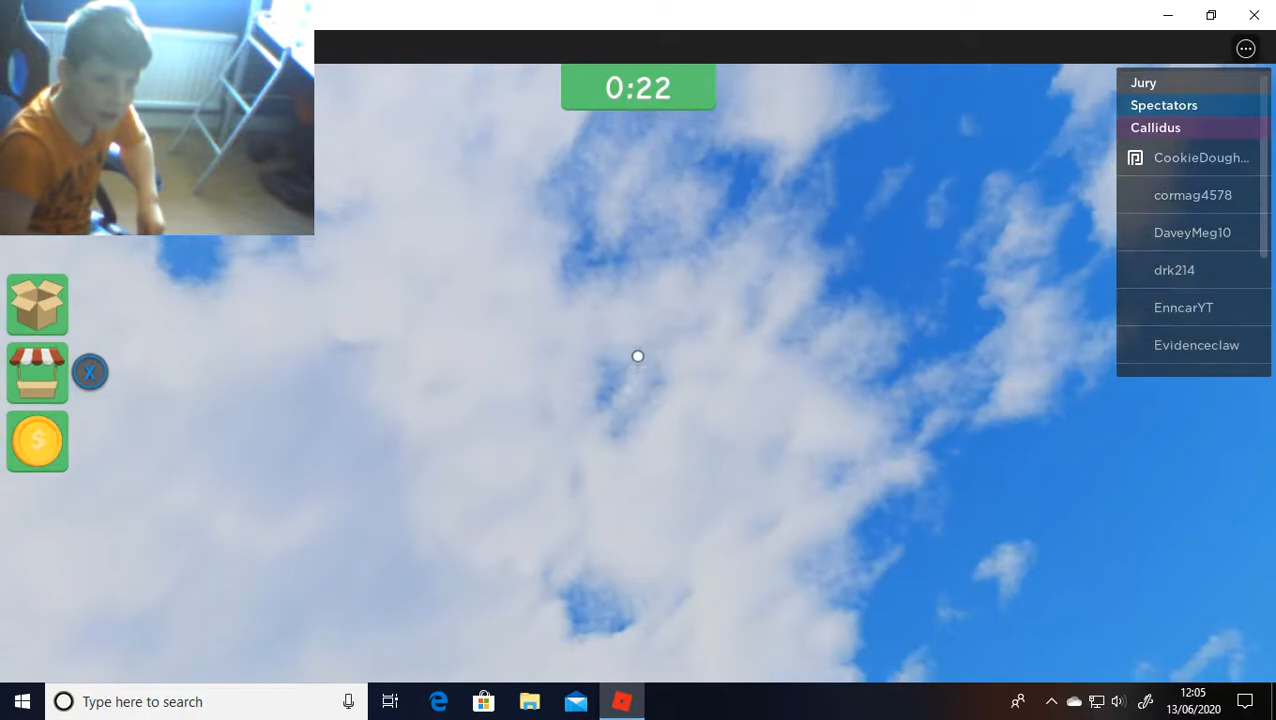 0:22
Jury
Spectators
Callidus
CookieDough...
cormag4578
DaveyMeg10
drk214
EnncarYT
Evidenceclaw
X
$
Type here to search
12:05
13/06/2020